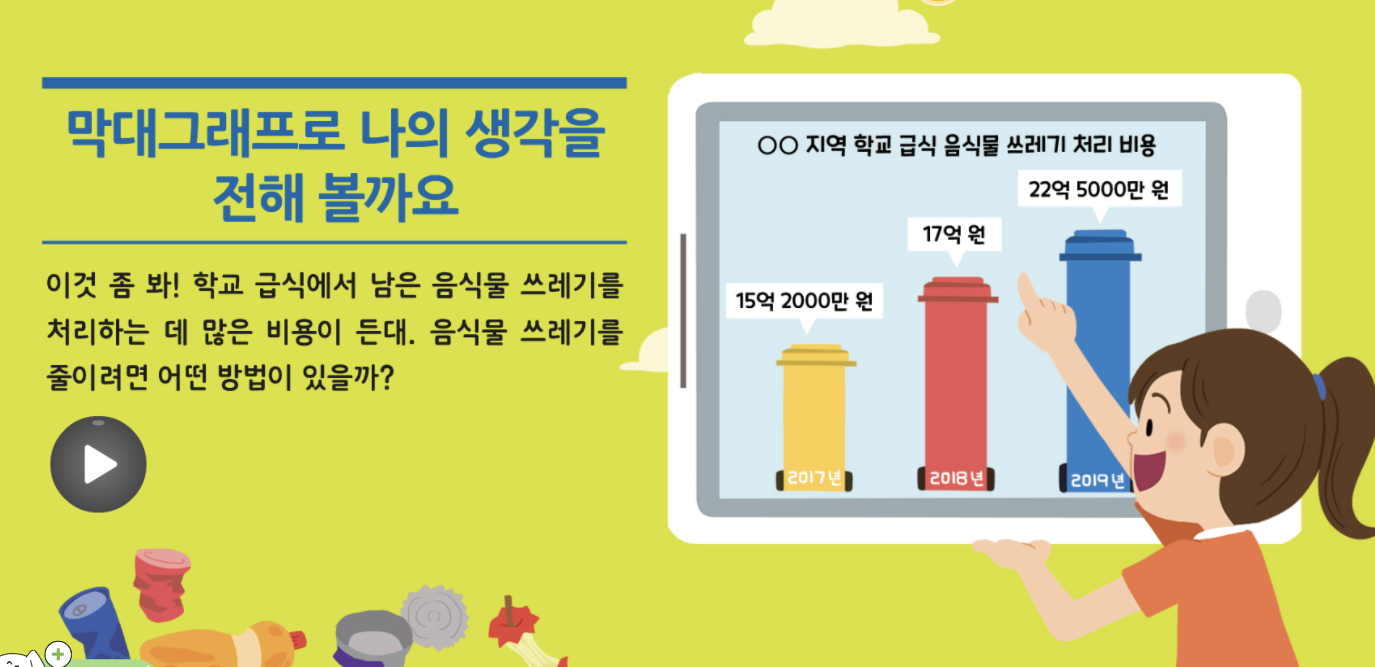 막대그래프로 나의 생각을
전해 볼까요
이것 좀 봐! 학교 급식에서 남은 음식물 쓰레기를
처리하는 데 많은 비용이 든대. 음식물 쓰레기를
줄이려면 어떤 방법이 있을까?
○○ 지역 학교 급식 음식물 쓰레기 처리 비용
22억 5000만 원
17억 원
15억 2000만 원
2017년
2018년
2019년